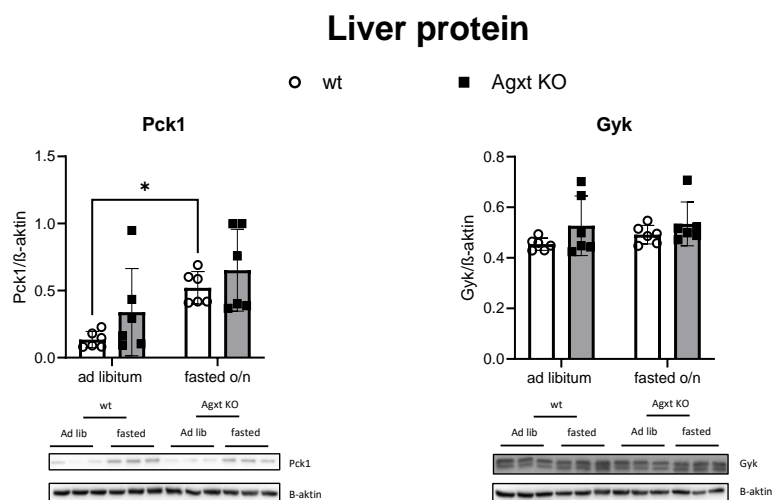 Liver protein
wt Agxt KO
Pck1
1.5
1.0
0.5
0.0
Pck1/ß-aktin
*
ad libitum fasted o/n
wt Agxt KO
Ad lib fasted Ad lib fasted
Pck1
B-aktin
Gyk
0.8
0.6
0.4
0.2
0.0
Gyk/ß-aktin
ad libitum fasted o/n
wt Agxt KO
Ad lib fasted Ad lib fasted
Gyk
B-aktin